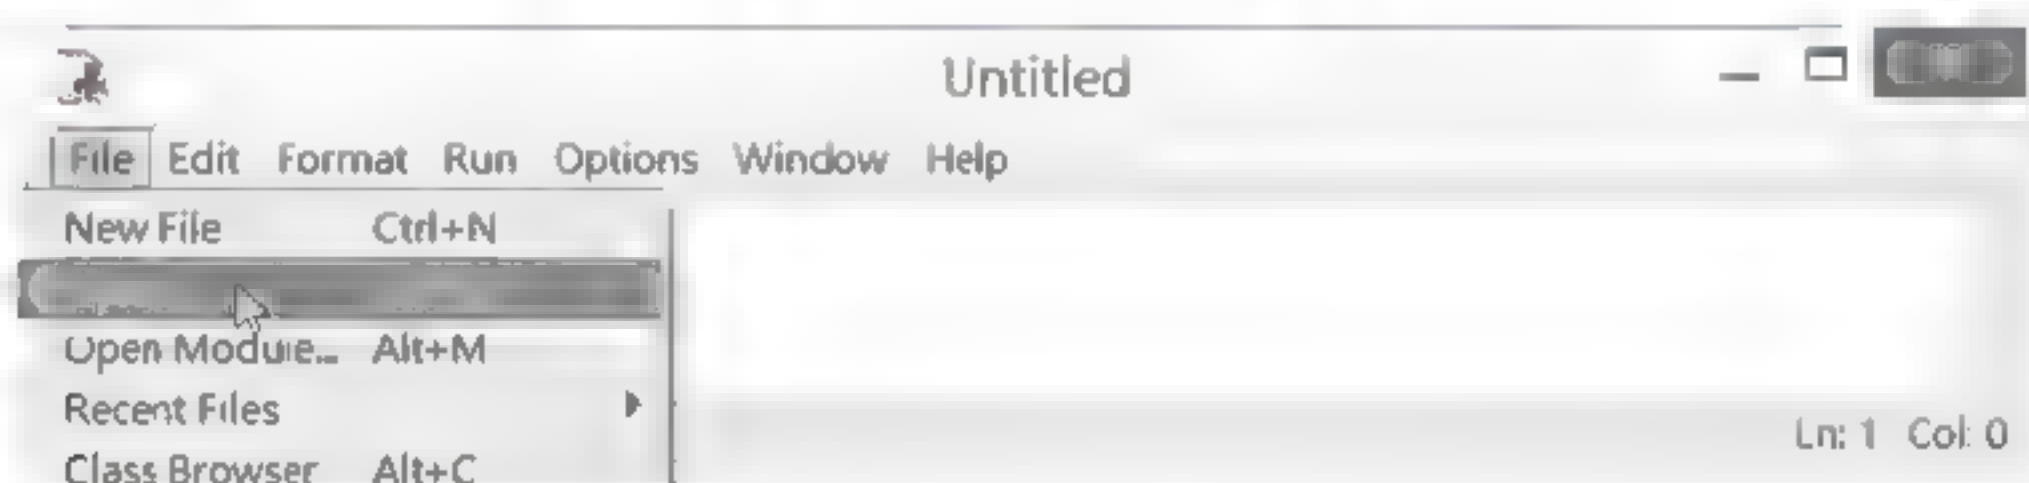 Untitled
File Edit Format Run Options Window Help
New File Ctrl+N
Open Module... Alt+M
Recent Files
Class Browser Alt+C
Ln: 1 Col: 0